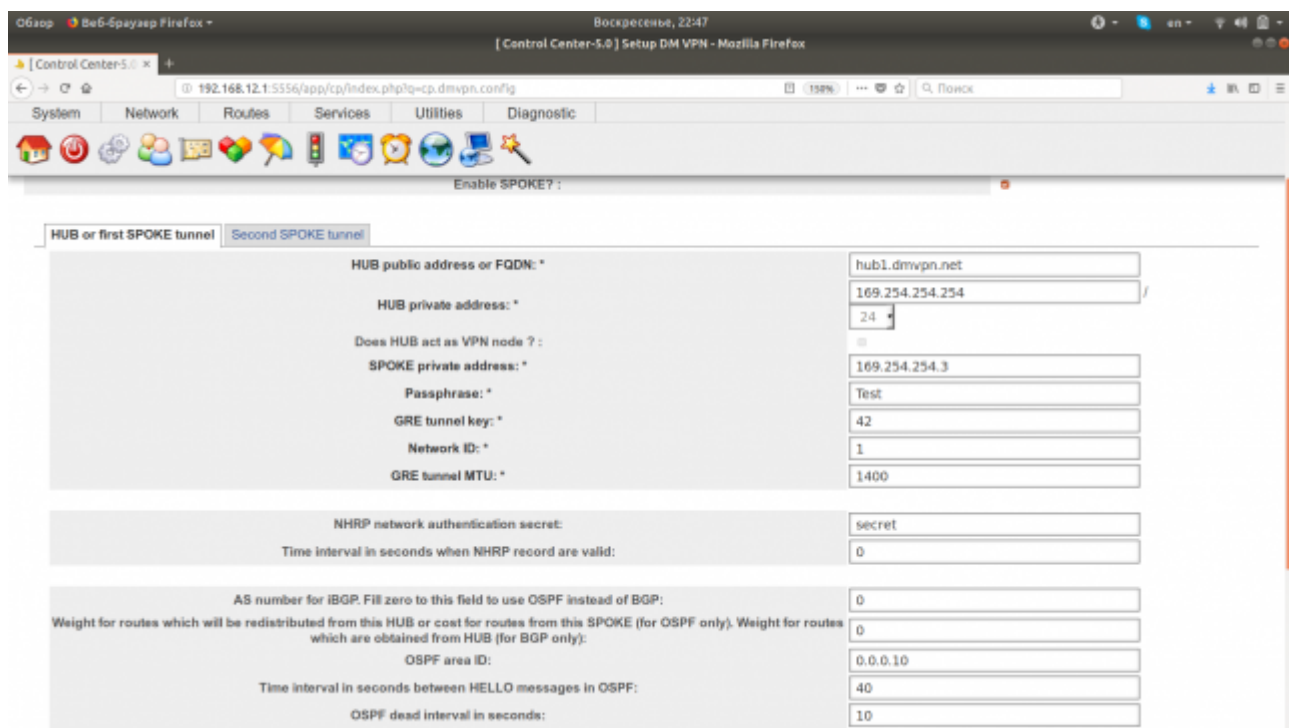 Обзор Веб-браузер Firefox Воскресенье, 22:47 en
[ Control Center-5.0 ] Setup DM VPN - Mozilla Firefox
[ Control Center-5.0 × +
192.168.12.1:5556/app/cp/index.php?q=cp.dmvpn.config 150% ... Поиск
System Network Routes Services Utilities Diagnostic
Enable SPOKE? :
HUB or first SPOKE tunnel Second SPOKE tunnel
HUB public address or FQDN: * hub1.dmvpn.net
HUB private address: * 169.254.254.254 /
24
Does HUB act as VPN node ? :
SPOKE private address: * 169.254.254.3
Passphrase: * Test
GRE tunnel key: * 42
Network ID: * 1
GRE tunnel MTU: * 1400
NHRP network authentication secret: secret
Time interval in seconds when NHRP record are valid: 0
AS number for iBGP. Fill zero to this field to use OSPF instead of BGP: 0
Weight for routes which will be redistributed from this HUB or cost for routes from this SPOKE (for OSPF only). Weight for routes
which are obtained from HUB (for BGP only): 0
OSPF area ID: 0.0.0.10
Time interval in seconds between HELLO messages in OSPF: 40
OSPF dead interval in seconds: 10